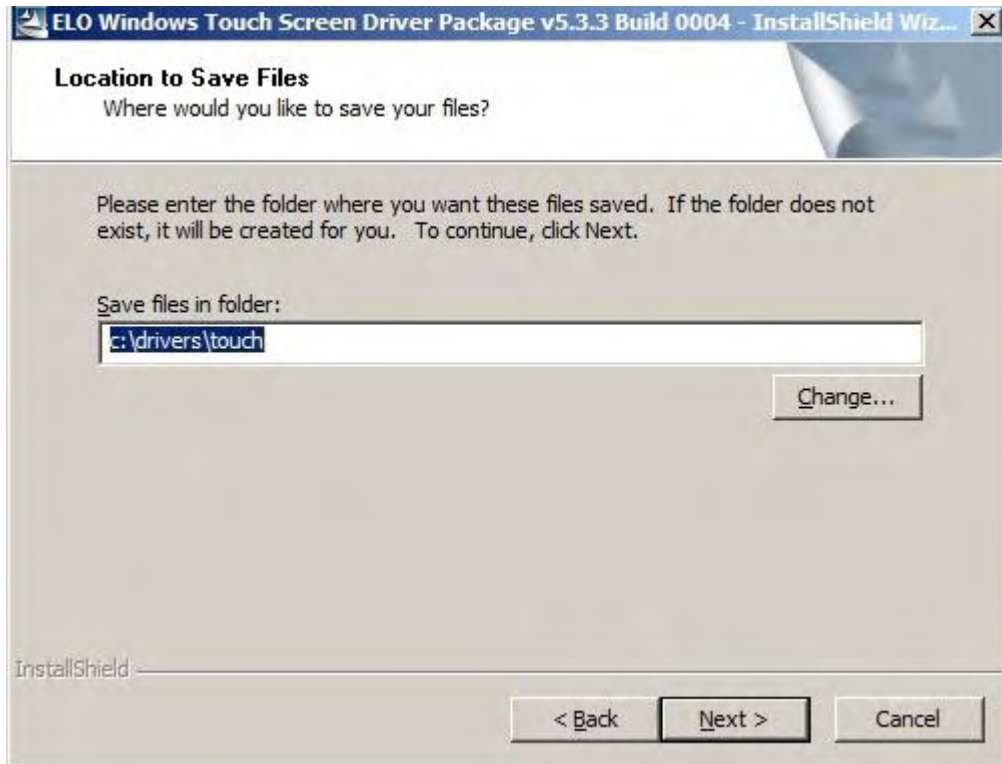 ELO Windows Touch Screen Driver Package v5.3.3 Build 0004 - InstallShield Wiz...
Location to Save Files
Where would you like to save your files?
Please enter the folder where you want these files saved. If the folder does not
exist, it will be created for you. To continue, click Next.
Save files in folder:
c:\drivers\touch
Change...
InstallShield
< Back Next > Cancel